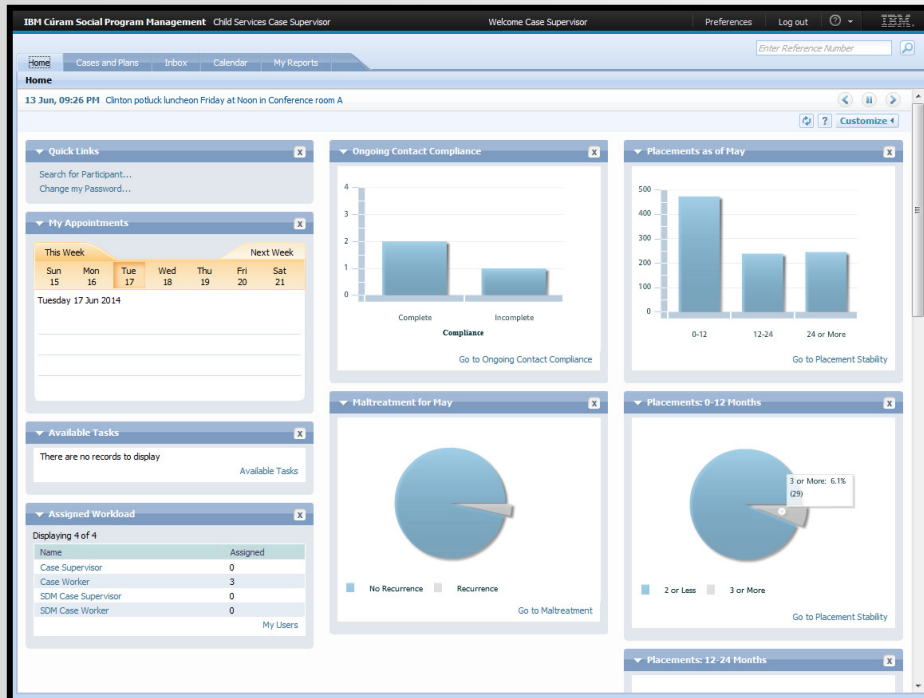 IBM Cúram Social Program Management Child Services Case Supervisor Welcome Case Supervisor Preferences Log out ? IBM.
Enter Reference Number
Home Cases and Plans Inbox Calendar My Reports
Home
13 Jun, 09:26 PM Clinton potluck luncheon Friday at Noon in Conference room A
? Customize
Quick Links X
Search for Participant...
Change my Password...
My Appointments X
This Week Next Week
Sun Mon Tue Wed Thu Fri Sat
15 16 17 18 19 20 21
Tuesday 17 Jun 2014
Available Tasks X
There are no records to display
Available Tasks
Assigned Workload X
Displaying 4 of 4
Name Assigned
Case Supervisor 0
Case Worker 3
SDM Case Supervisor 0
SDM Case Worker 0
My Users
Ongoing Contact Compliance X
4
3
2
1
0
Complete Incomplete
Compliance
Go to Ongoing Contact Compliance
Maltreatment for May X
No Recurrence Recurrence
Go to Maltreatment
Placements as of May X
500
400
300
200
100
0
0-12 12-24 24 or More
Go to Placement Stability
Placements: 0-12 Months X
3 or More: 6.1%
(29)
2 or Less 3 or More
Go to Placement Stability
Placements: 12-24 Months X